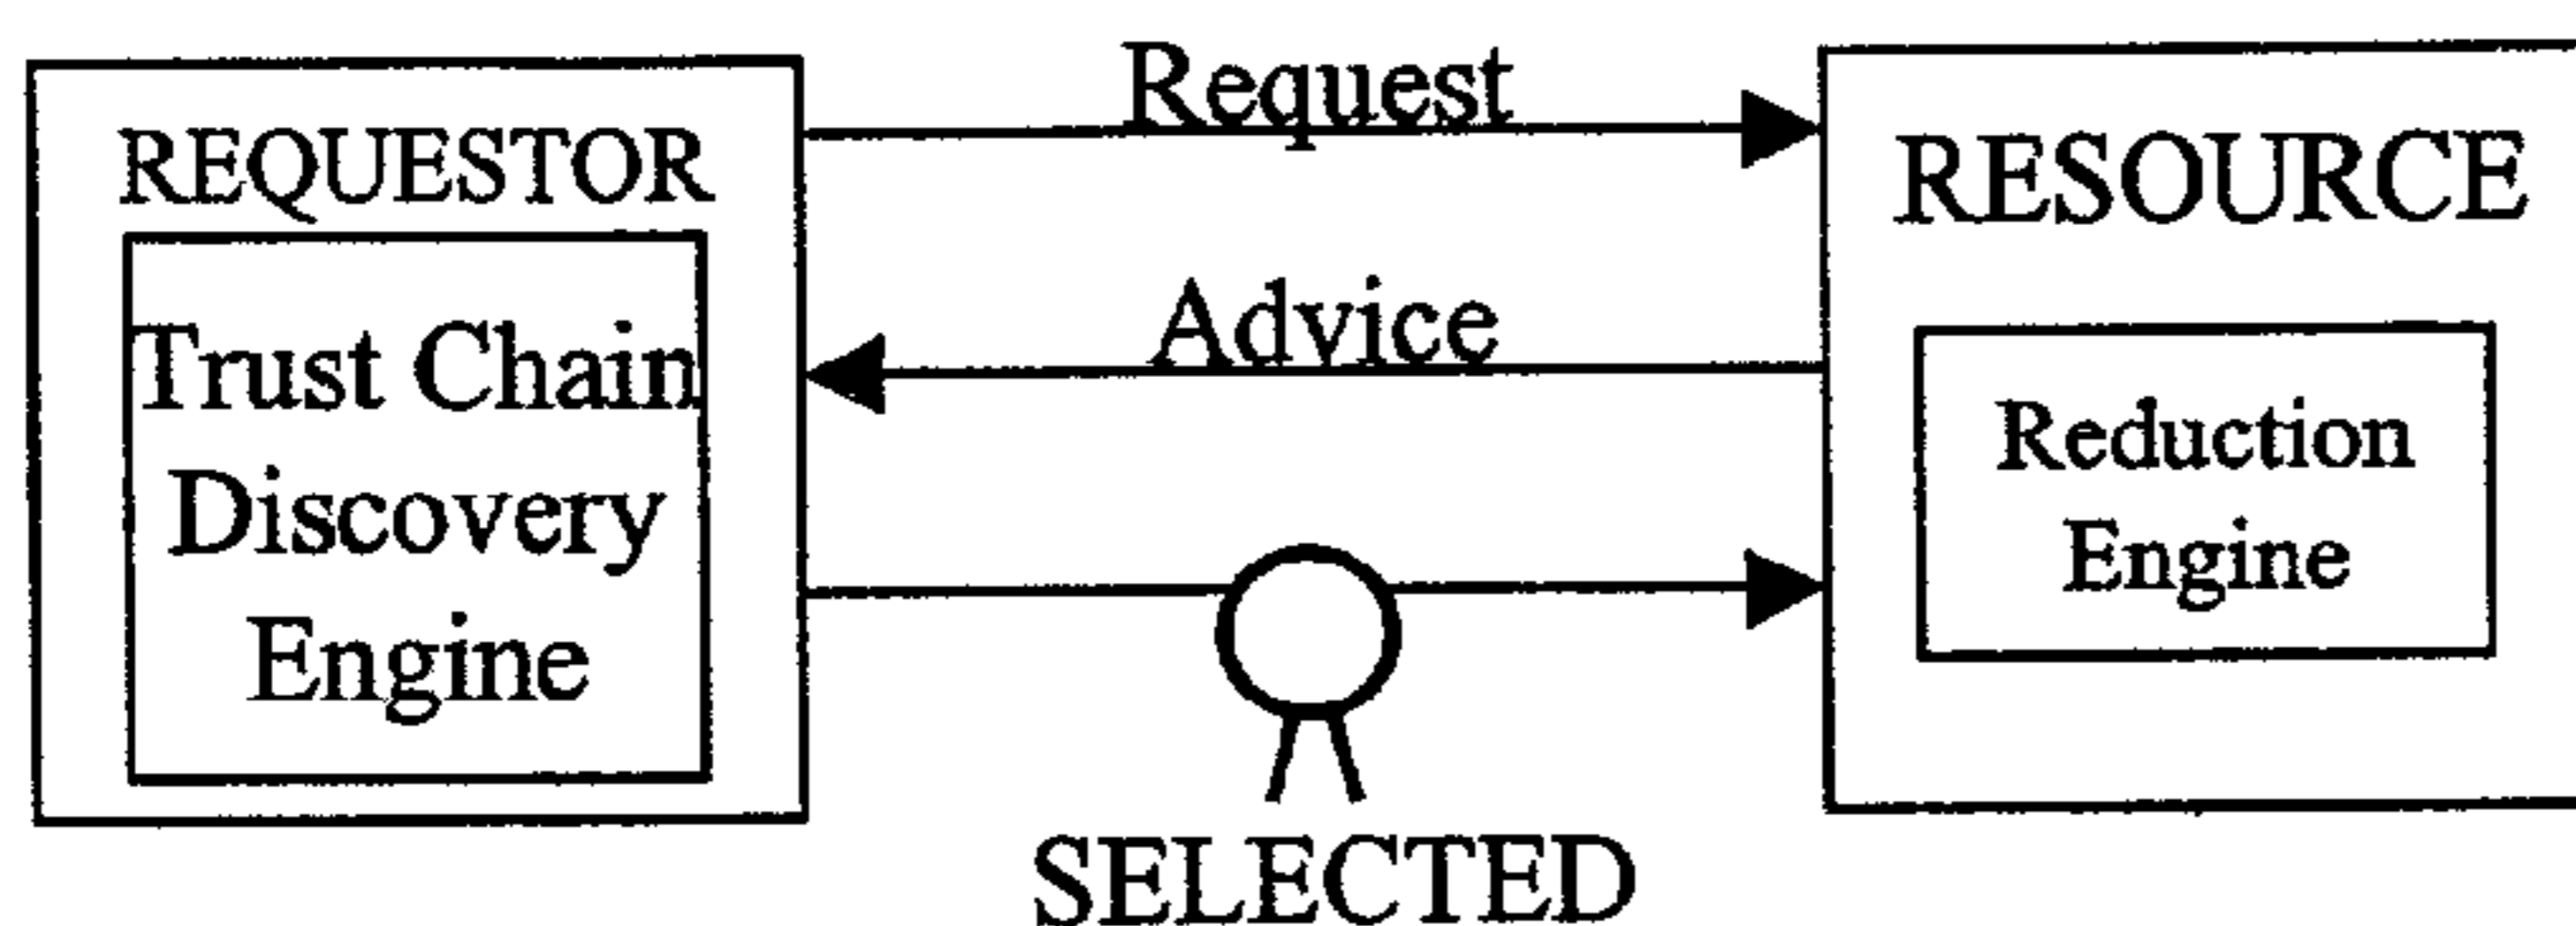 REQUESTOR
Trust Chain
Discovery
Engine
Request
Advice
SELECTED
RESOURCE
Reduction
Engine